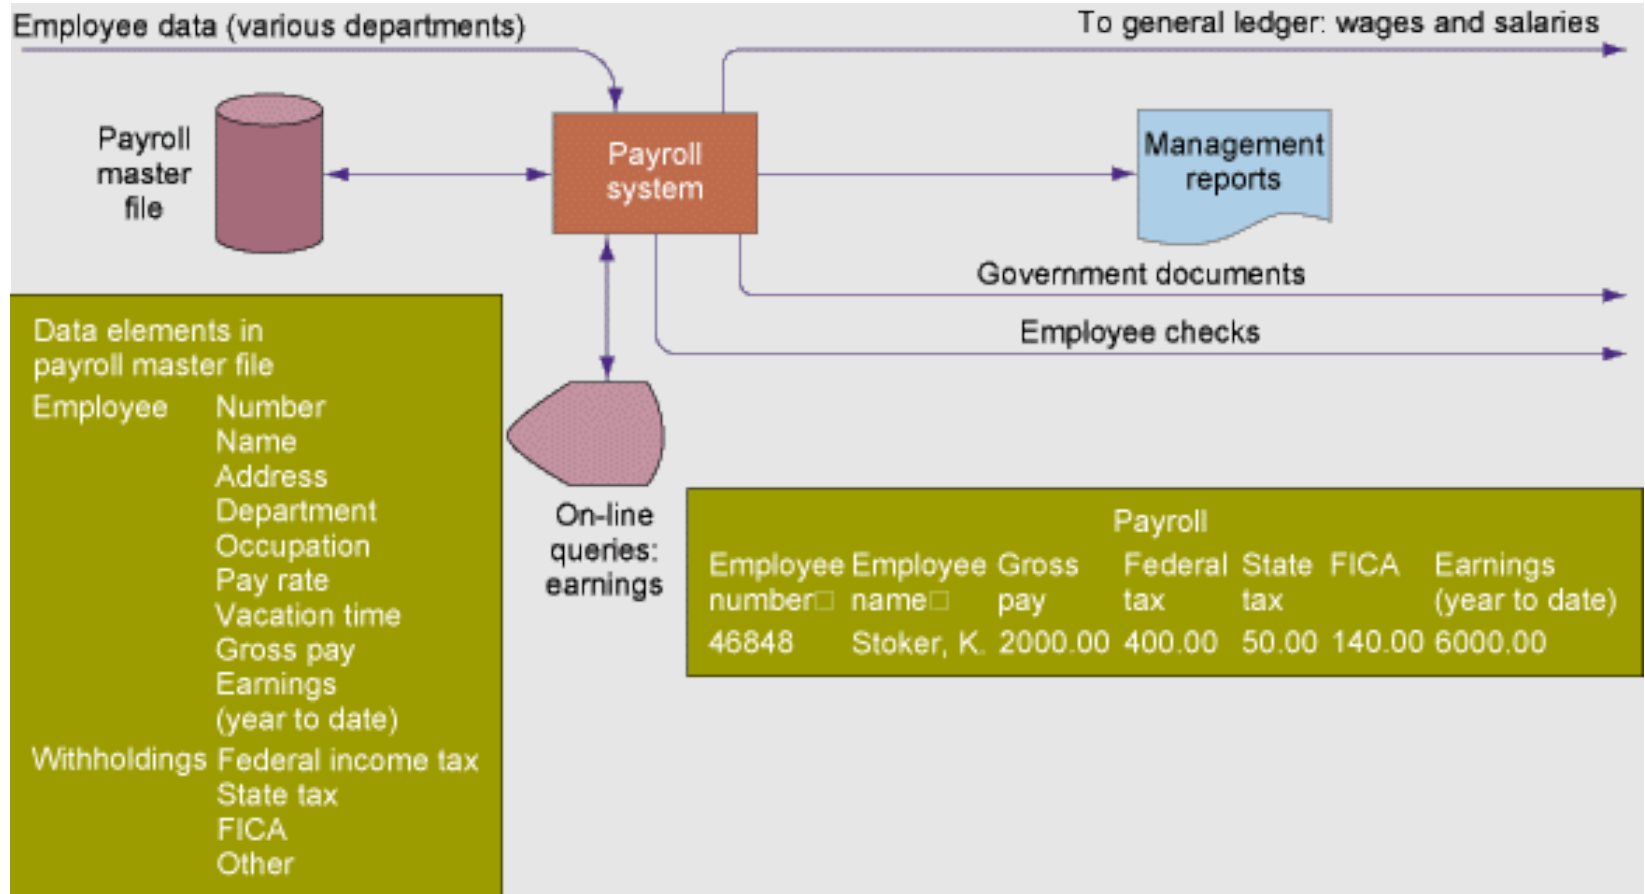 Employee data (various departments)
To general ledger: wages and salaries
Payroll
master
file
Payroll
system
Management
reports
Government documents
Employee checks
Data elements in
payroll master file
Employee Number
Name
Address
Department
Occupation
Pay rate
Vacation time
Gross pay
Earnings
(year to date)
Withholdings Federal income tax
State tax
FICA
Other
On-line
queries:
earnings
Payroll
Employee Employee Gross Federal State FICA Earnings
number□ name□ pay tax tax (year to date)
46848 Stoker, K. 2000.00 400.00 50.00 140.00 6000.00